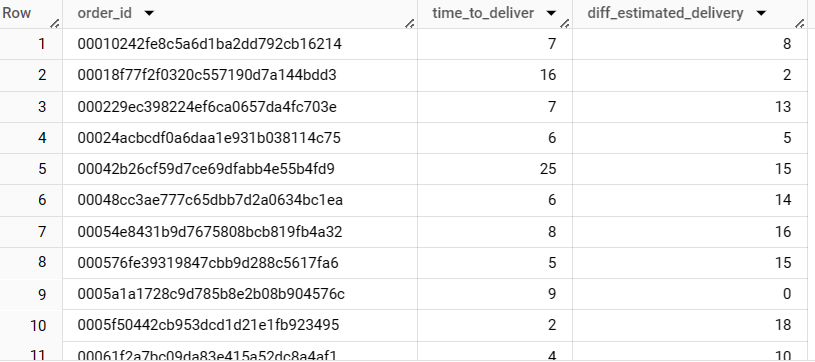 Row order_id time_to_deliver diff_estimated_delivery
1 00010242fe8c5a6d1ba2dd792cb16214 7 8
2 00018f77f2f0320c557190d7a144bdd3 16 2
3 000229ec398224ef6ca0657da4fc703e 7 13
4 00024acbcdf0a6daa1e931b038114c75 6 5
5 00042b26cf59d7ce69dfabb4e55b4fd9 25 15
6 00048cc3ae777c65dbb7d2a0634bc1ea 6 14
7 00054e8431b9d7675808bcb819fb4a32 8 16
8 000576fe39319847cbb9d288c5617fa6 5 15
9 0005a1a1728c9d785b8e2b08b904576c 9 0
10 0005f50442cb953dcd1d21e1fb923495 2 18
11 00061f2a7bc09da83e415a52dc8a4af1 4 10